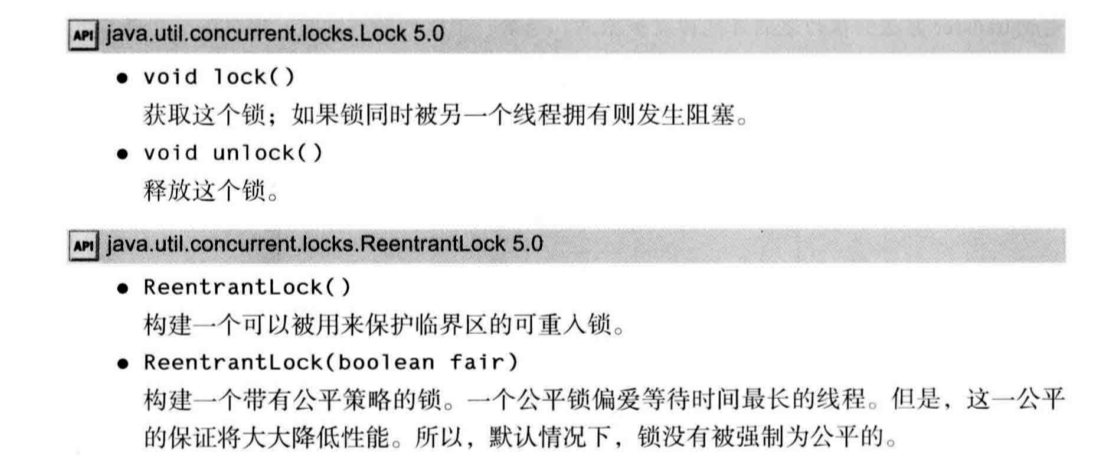 API java.util.concurrent.locks.Lock 5.0
● void lock()
获取这个锁；如果锁同时被另一个线程拥有则发生阻塞。
● void unlock()
释放这个锁。
API java.util.concurrent.locks.ReentrantLock 5.0
● ReentrantLock()
构建一个可以被用来保护临界区的可重入锁。
● ReentrantLock(boolean fair)
构建一个带有公平策略的锁。一个公平锁偏爱等待时间最长的线程。但是，这一公平
的保证将大大降低性能。所以，默认情况下，锁没有被强制为公平的。